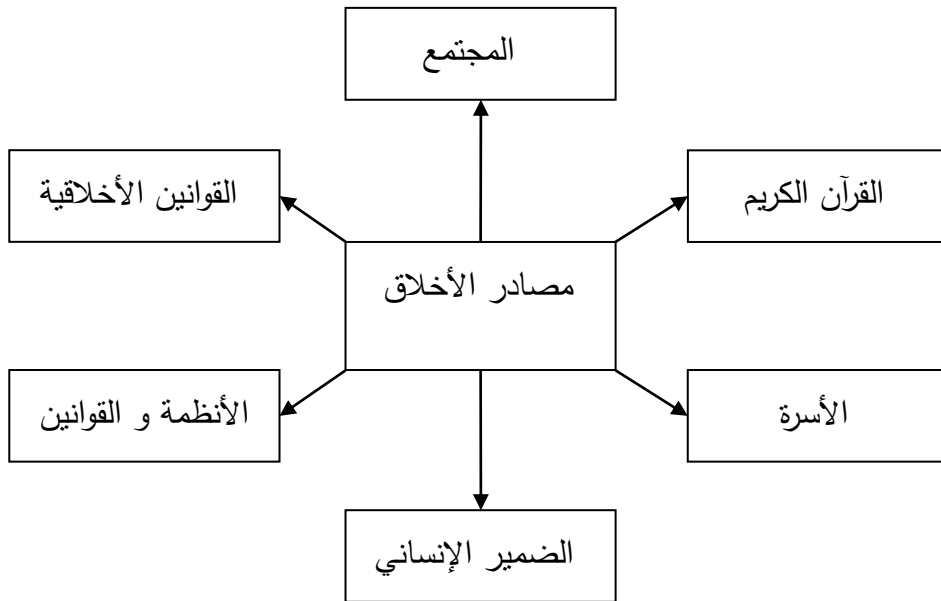 المجتمع
القرآن الكريم
القوانين الأخلاقية
مصادر الأخلاق
الأسرة
الأنظمة و القوانين
الضمير الإنساني